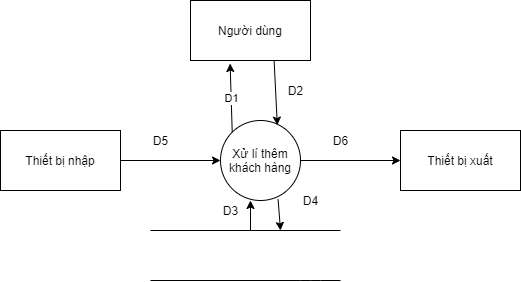 Người dùng
D1
D2
D5
D6
Xử lí thêm
khách hàng
Thiết bị nhập
Thiết bị xuất
D3
D4